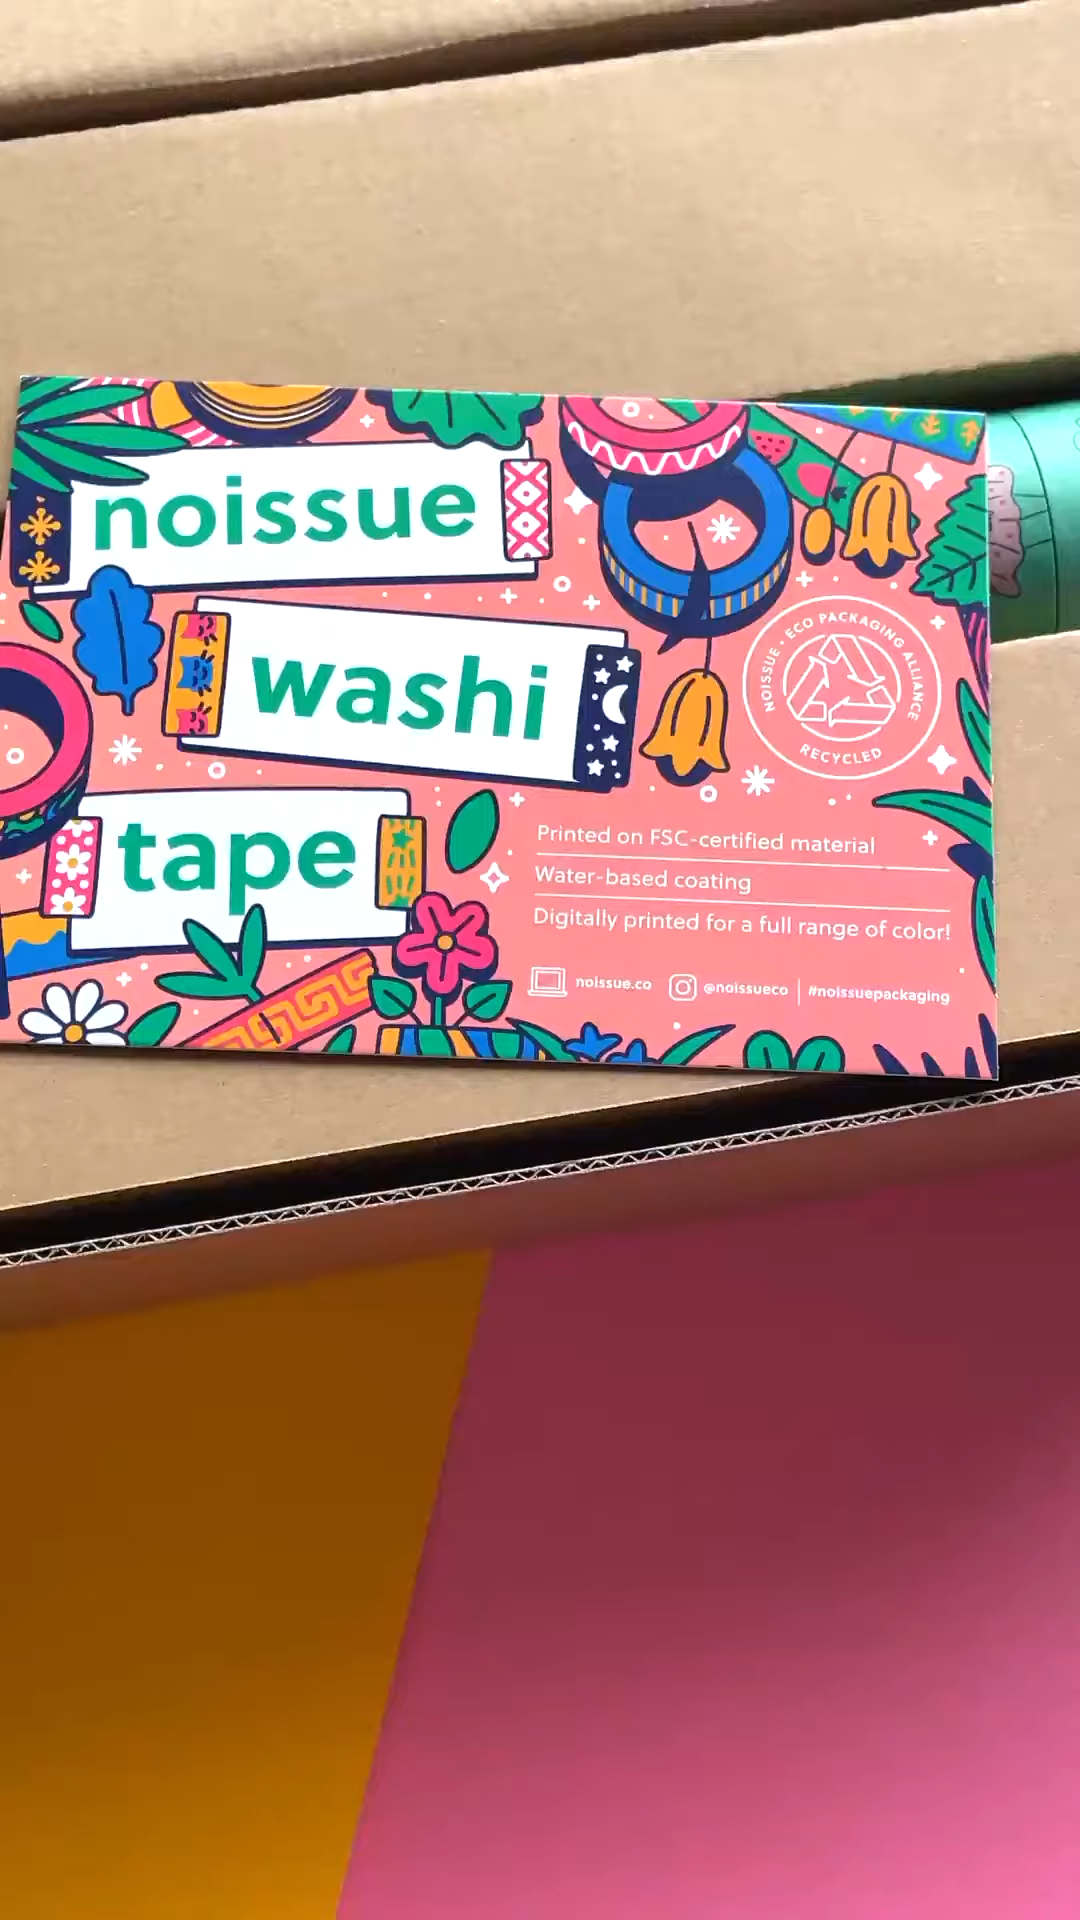 noissue
washi
tape
NOISSUE • ECO PACKAGING ALLIANCE
RECYCLED
Printed on FSC-certified material
Water-based coating
Digitally printed for a full range of color!
noissue.co @noissueco | #noissuepackaging